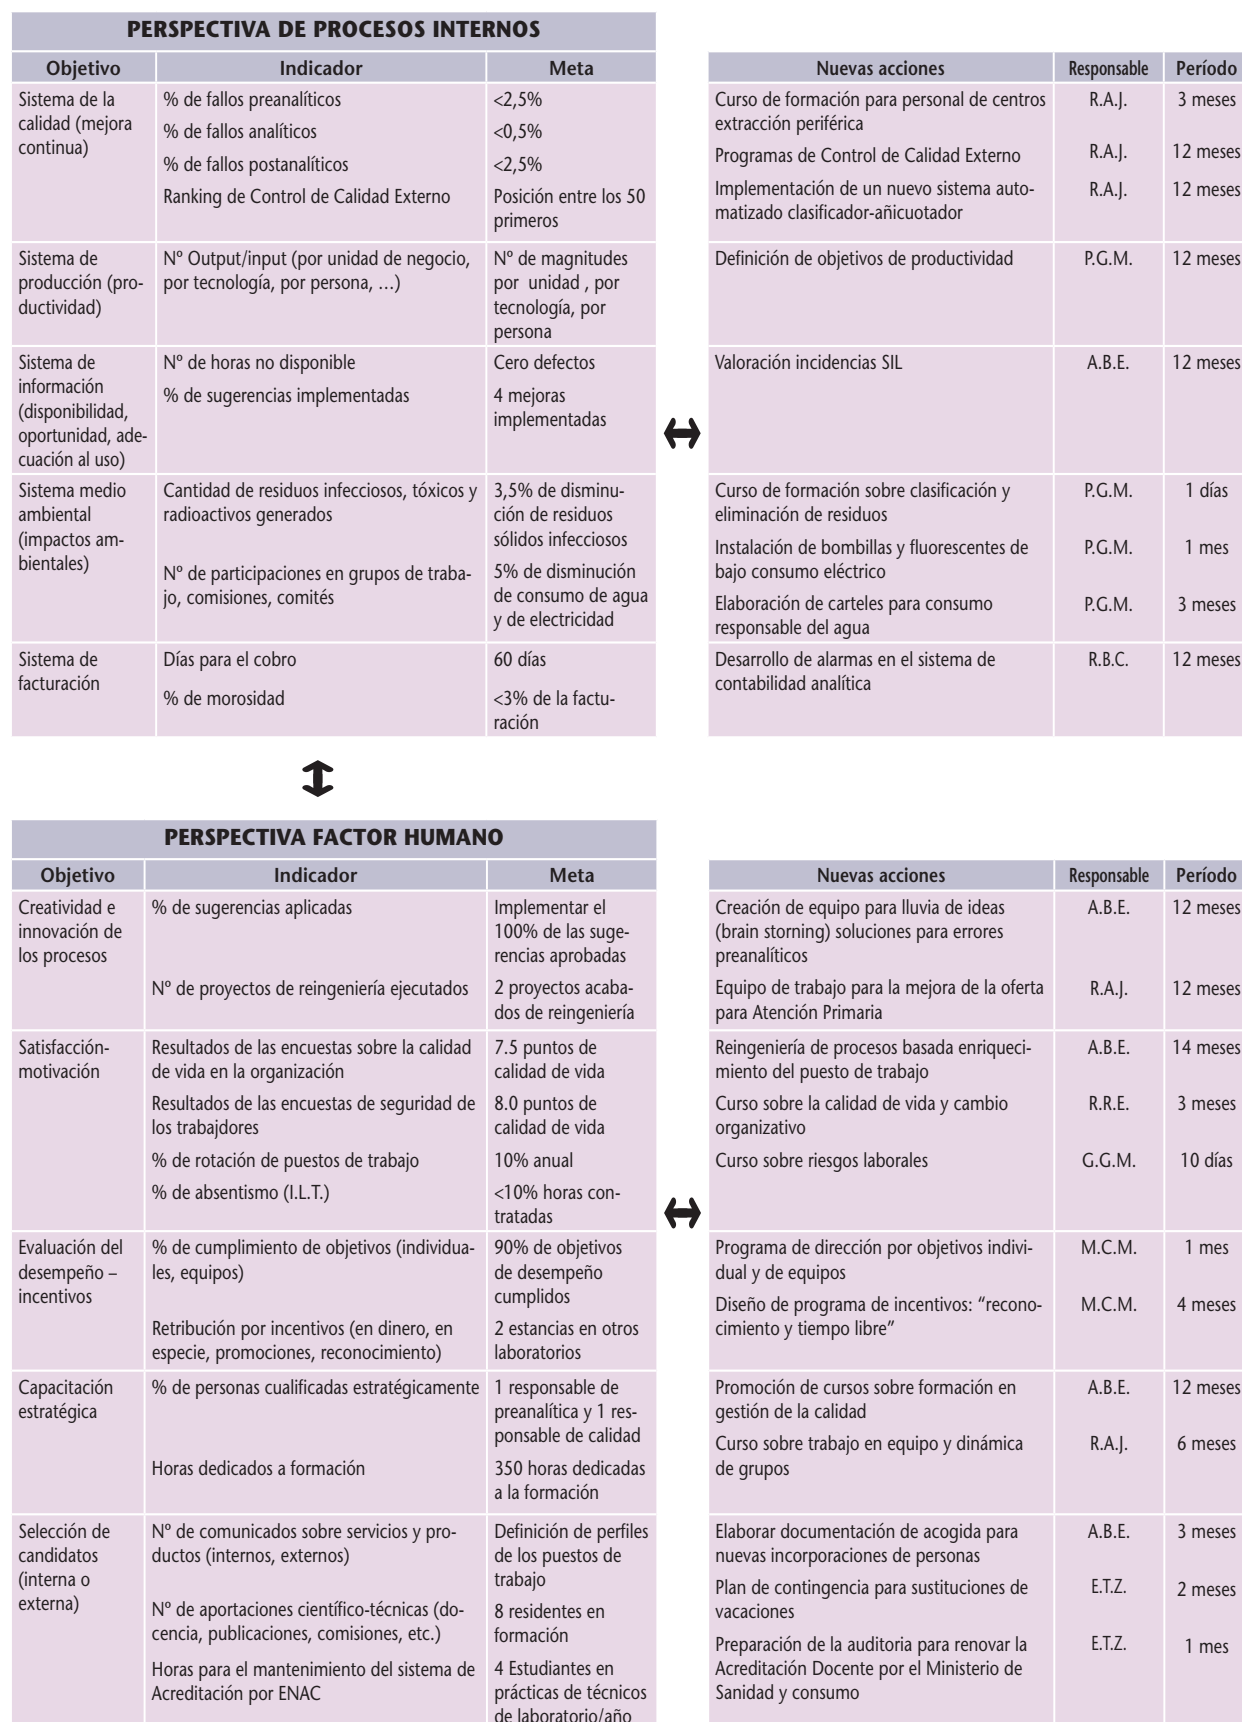 PERSPECTIVA DE PROCESOS INTERNOS
Objetivo Indicador Meta
Sistema de la
calidad (mejora
continua)
% de fallos preanalíticos
<2,5%
% de fallos analíticos
<0,5%
% de fallos postanalíticos
<2,5%
Ranking de Control de Calidad Externo
Posición entre los 50
primeros
Sistema de
producción (pro-
ductividad)
Nº Output/input (por unidad de negocio,
por tecnología, por persona, ...)
Nº de magnitudes
por unidad , por
tecnología, por
persona
Sistema de
información
(disponibilidad,
oportunidad, ade-
cuación al uso)
Nº de horas no disponible
Cero defectos
% de sugerencias implementadas
4 mejoras
implementadas
Sistema medio
ambiental
(impactos am-
bientales)
Cantidad de residuos infecciosos, tóxicos y
radioactivos generados
3,5% de disminu-
ción de residuos
sólidos infecciosos
Nº de participaciones en grupos de traba-
jo, comisiones, comités
5% de disminución
de consumo de agua
y de electricidad
Sistema de
facturación
Días para el cobro
60 días
% de morosidad
<3% de la factu-
ración
Nuevas acciones Responsable Período
Curso de formación para personal de centros
extracción periférica
R.A.J.
3 meses
Programas de Control de Calidad Externo
R.A.J.
12 meses
Implementación de un nuevo sistema auto-
matizado clasificador-añicuotador
R.A.J.
12 meses
Definición de objetivos de productividad
P.G.M.
12 meses
Valoración incidencias SIL
A.B.E.
12 meses
Curso de formación sobre clasificación y
eliminación de residuos
P.G.M.
1 días
Instalación de bombillas y fluorescentes de
bajo consumo eléctrico
P.G.M.
1 mes
Elaboración de carteles para consumo
responsable del agua
P.G.M.
3 meses
Desarrollo de alarmas en el sistema de
contabilidad analítica
R.B.C.
12 meses
PERSPECTIVA FACTOR HUMANO
Objetivo Indicador Meta
Creatividad e
innovación de
los procesos
% de sugerencias aplicadas
Implementar el
100% de las suge-
rencias aprobadas
Nº de proyectos de reingeniería ejecutados
2 proyectos acaba-
dos de reingeniería
Satisfacción-
motivación
Resultados de las encuestas sobre la calidad
de vida en la organización
7.5 puntos de
calidad de vida
Resultados de las encuestas de seguridad de
los trabajdores
8.0 puntos de
calidad de vida
% de rotación de puestos de trabajo
10% anual
% de absentismo (I.L.T.)
<10% horas con-
tratadas
Evaluación del
desempeño –
incentivos
% de cumplimiento de objetivos (individua-
les, equipos)
90% de objetivos
de desempeño
cumplidos
Retribución por incentivos (en dinero, en
especie, promociones, reconocimiento)
2 estancias en otros
laboratorios
Capacitación
estratégica
% de personas cualificadas estratégicamente
1 responsable de
preanalítica y 1 res-
ponsable de calidad
Horas dedicados a formación
350 horas dedicadas
a la formación
Selección de
candidatos
(interna o
externa)
Nº de comunicados sobre servicios y pro-
ductos (internos, externos)
Definición de perfiles
de los puestos de
trabajo
Nº de aportaciones científico-técnicas (do-
cencia, publicaciones, comisiones, etc.)
8 residentes en
formación
Horas para el mantenimiento del sistema de
Acreditación por ENAC
4 Estudiantes en
prácticas de técnicos
de laboratorio/año
Nuevas acciones Responsable Período
Creación de equipo para lluvia de ideas
(brain storning) soluciones para errores
preanalíticos
A.B.E.
12 meses
Equipo de trabajo para la mejora de la oferta
para Atención Primaria
R.A.J.
12 meses
Reingeniería de procesos basada enriqueci-
miento del puesto de trabajo
A.B.E.
14 meses
Curso sobre la calidad de vida y cambio
organizativo
R.R.E.
3 meses
Curso sobre riesgos laborales
G.G.M.
10 días
Programa de dirección por objetivos indivi-
dual y de equipos
M.C.M.
1 mes
Diseño de programa de incentivos: “recono-
cimiento y tiempo libre”
M.C.M.
4 meses
Promoción de cursos sobre formación en
gestión de la calidad
A.B.E.
12 meses
Curso sobre trabajo en equipo y dinámica
de grupos
R.A.J.
6 meses
Elaborar documentación de acogida para
nuevas incorporaciones de personas
A.B.E.
3 meses
Plan de contingencia para sustituciones de
vacaciones
E.T.Z.
2 meses
Preparación de la auditoria para renovar la
Acreditación Docente por el Ministerio de
Sanidad y consumo
E.T.Z.
1 mes